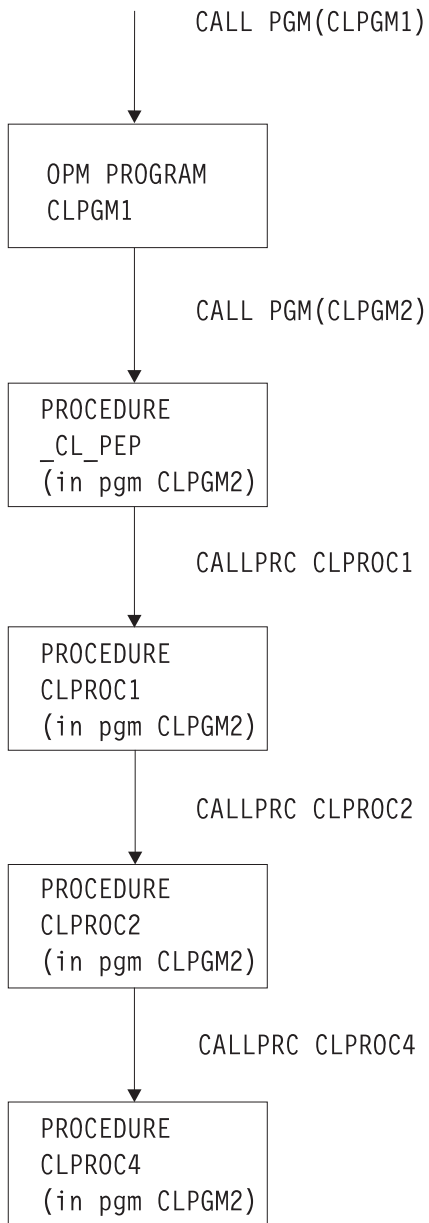 CALL PGM(CLPGM1)
OPM PROGRAM
CLPGM1
CALL PGM(CLPGM2)
PROCEDURE
_CL_PEP
(in pgm CLPGM2)
CALLPRC CLPROC1
PROCEDURE
CLPROC1
(in pgm CLPGM2)
CALLPRC CLPROC2
PROCEDURE
CLPROC2
(in pgm CLPGM2)
CALLPRC CLPROC4
PROCEDURE
CLPROC4
(in pgm CLPGM2)